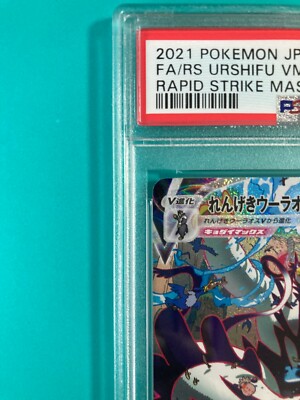 2021 POKEMON JP
FA/RS URSHIFU VM
RAPID STRIKE MAS
V進化
れんげきウーラオ
れんげきウーラオスVから進化
キョダイマックス